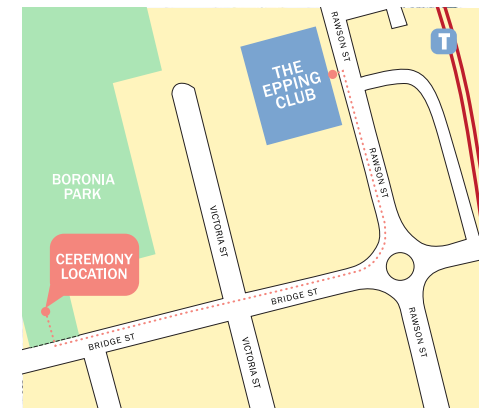 RAWSON ST
T
THE
EPPING
CLUB
RAWSON ST
BORONIA
PARK
VICTORIA ST
CEREMONY
LOCATION
BRIDGE ST
BRIDGE ST
VICTORIA ST
RAWSON ST